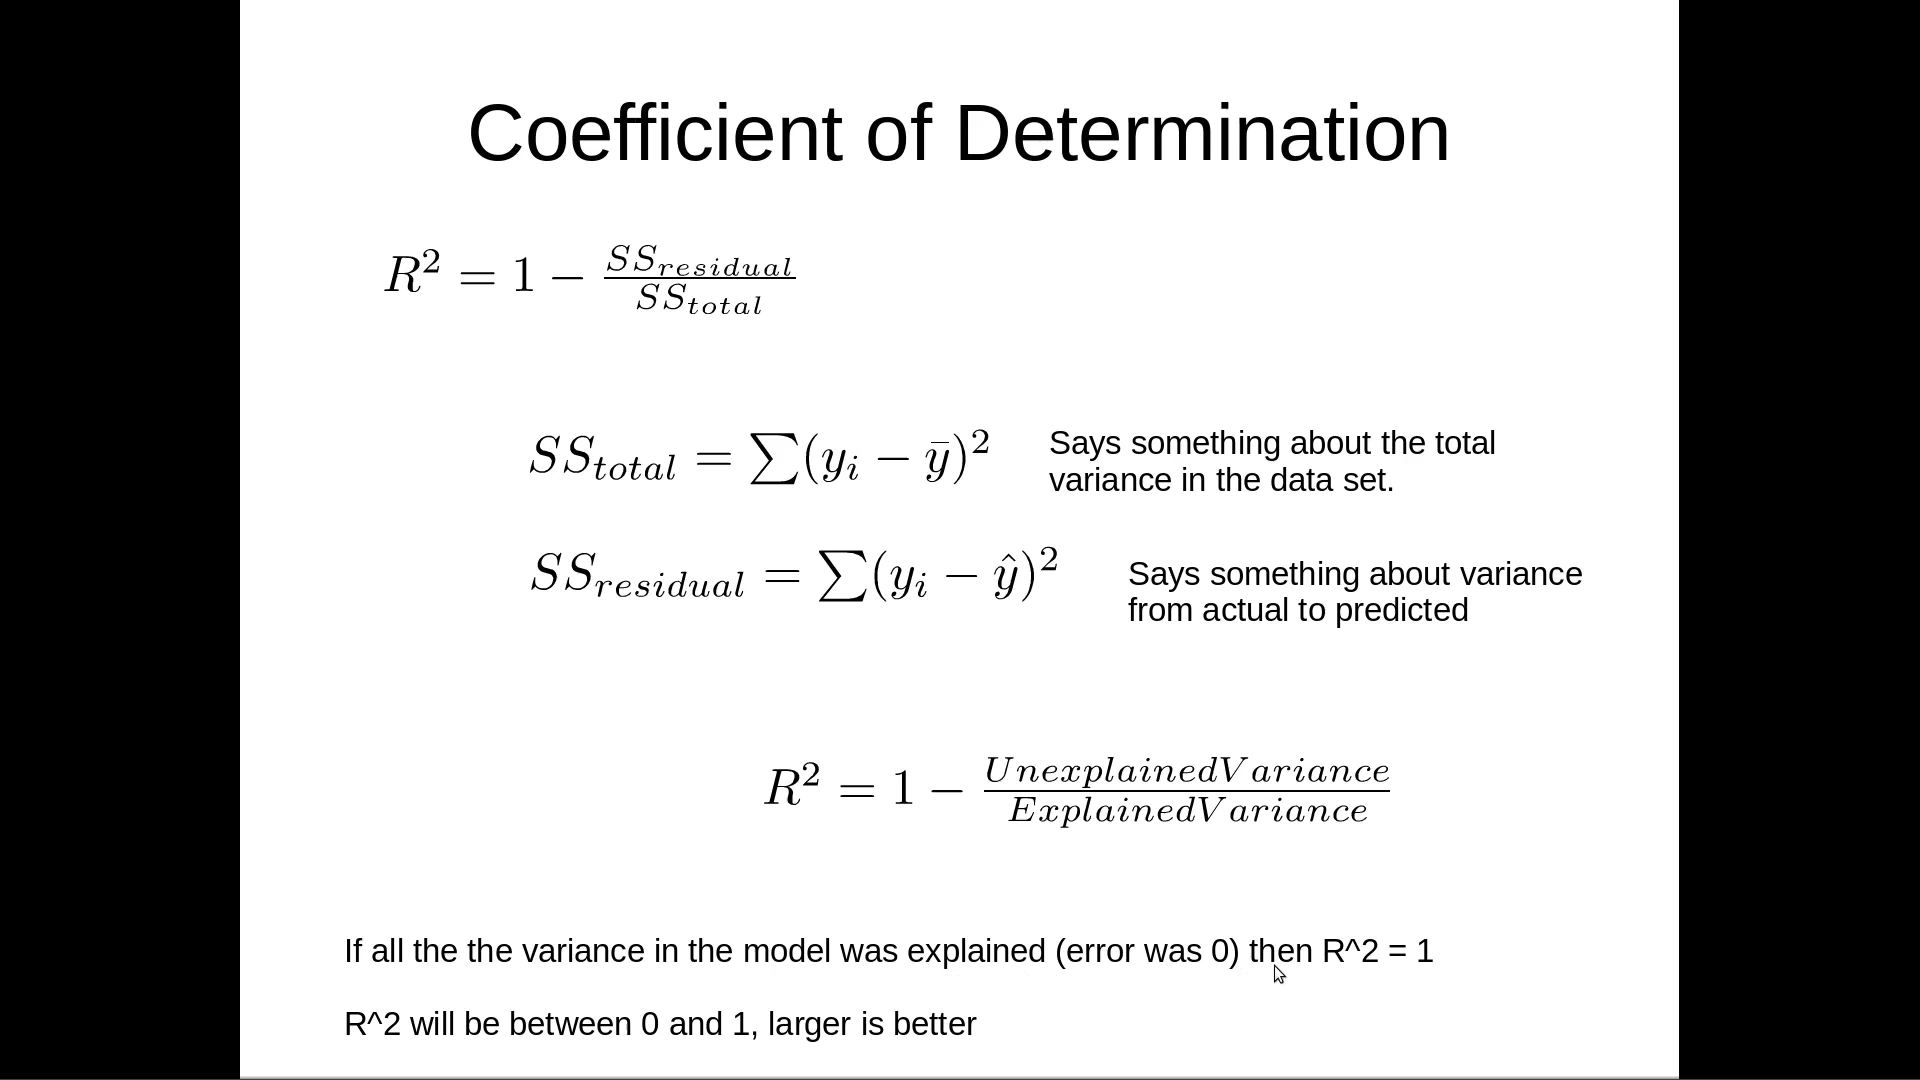 Coefficient of Determination
R² = 1 − SS_residual / SS_total
SS_total = ∑(y_i − ȳ)²
Says something about the total
variance in the data set.
SS_residual = ∑(y_i − ŷ)²
Says something about variance
from actual to predicted
R² = 1 − UnexplainedVariance / ExplainedVariance
If all the the variance in the model was explained (error was 0) then R^2 = 1
R^2 will be between 0 and 1, larger is better